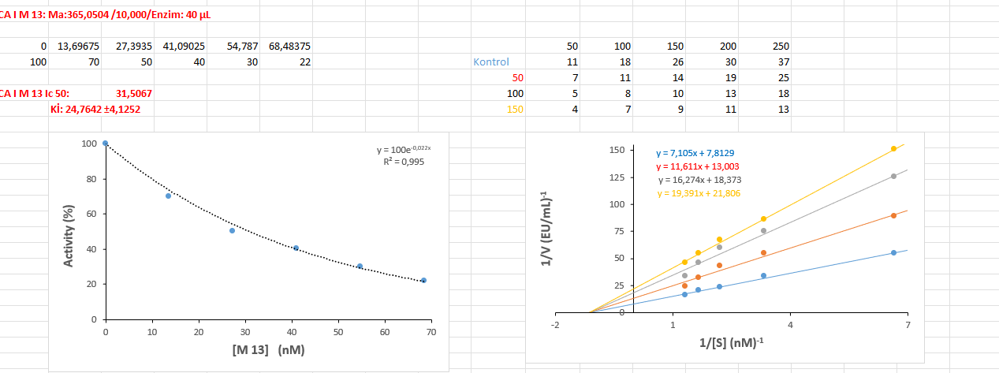 CA I M 13: Ma:365,0504 /10,000/Enzim: 40 µL
0 13,69675 27,3935 41,09025 54,787 68,48375
100 70 50 40 30 22
CA I M 13 Ic 50: 31,5067
Kİ: 24,7642 ±4,1252
50 100 150 200 250
Kontrol 11 18 26 30 37
50 7 11 14 19 25
100 5 8 10 13 18
150 4 7 9 11 13
y = 100e^-0,022x
R² = 0,995
Activity (%)
100
80
60
40
20
0
0 10 20 30 40 50 60 70
[M 13] (nM)
y = 7,105x + 7,8129
y = 11,611x + 13,003
y = 16,274x + 18,373
y = 19,391x + 21,806
1/V (EU/mL)⁻¹
150
125
100
75
50
25
0
-2 1 4 7
1/[S] (nM)⁻¹